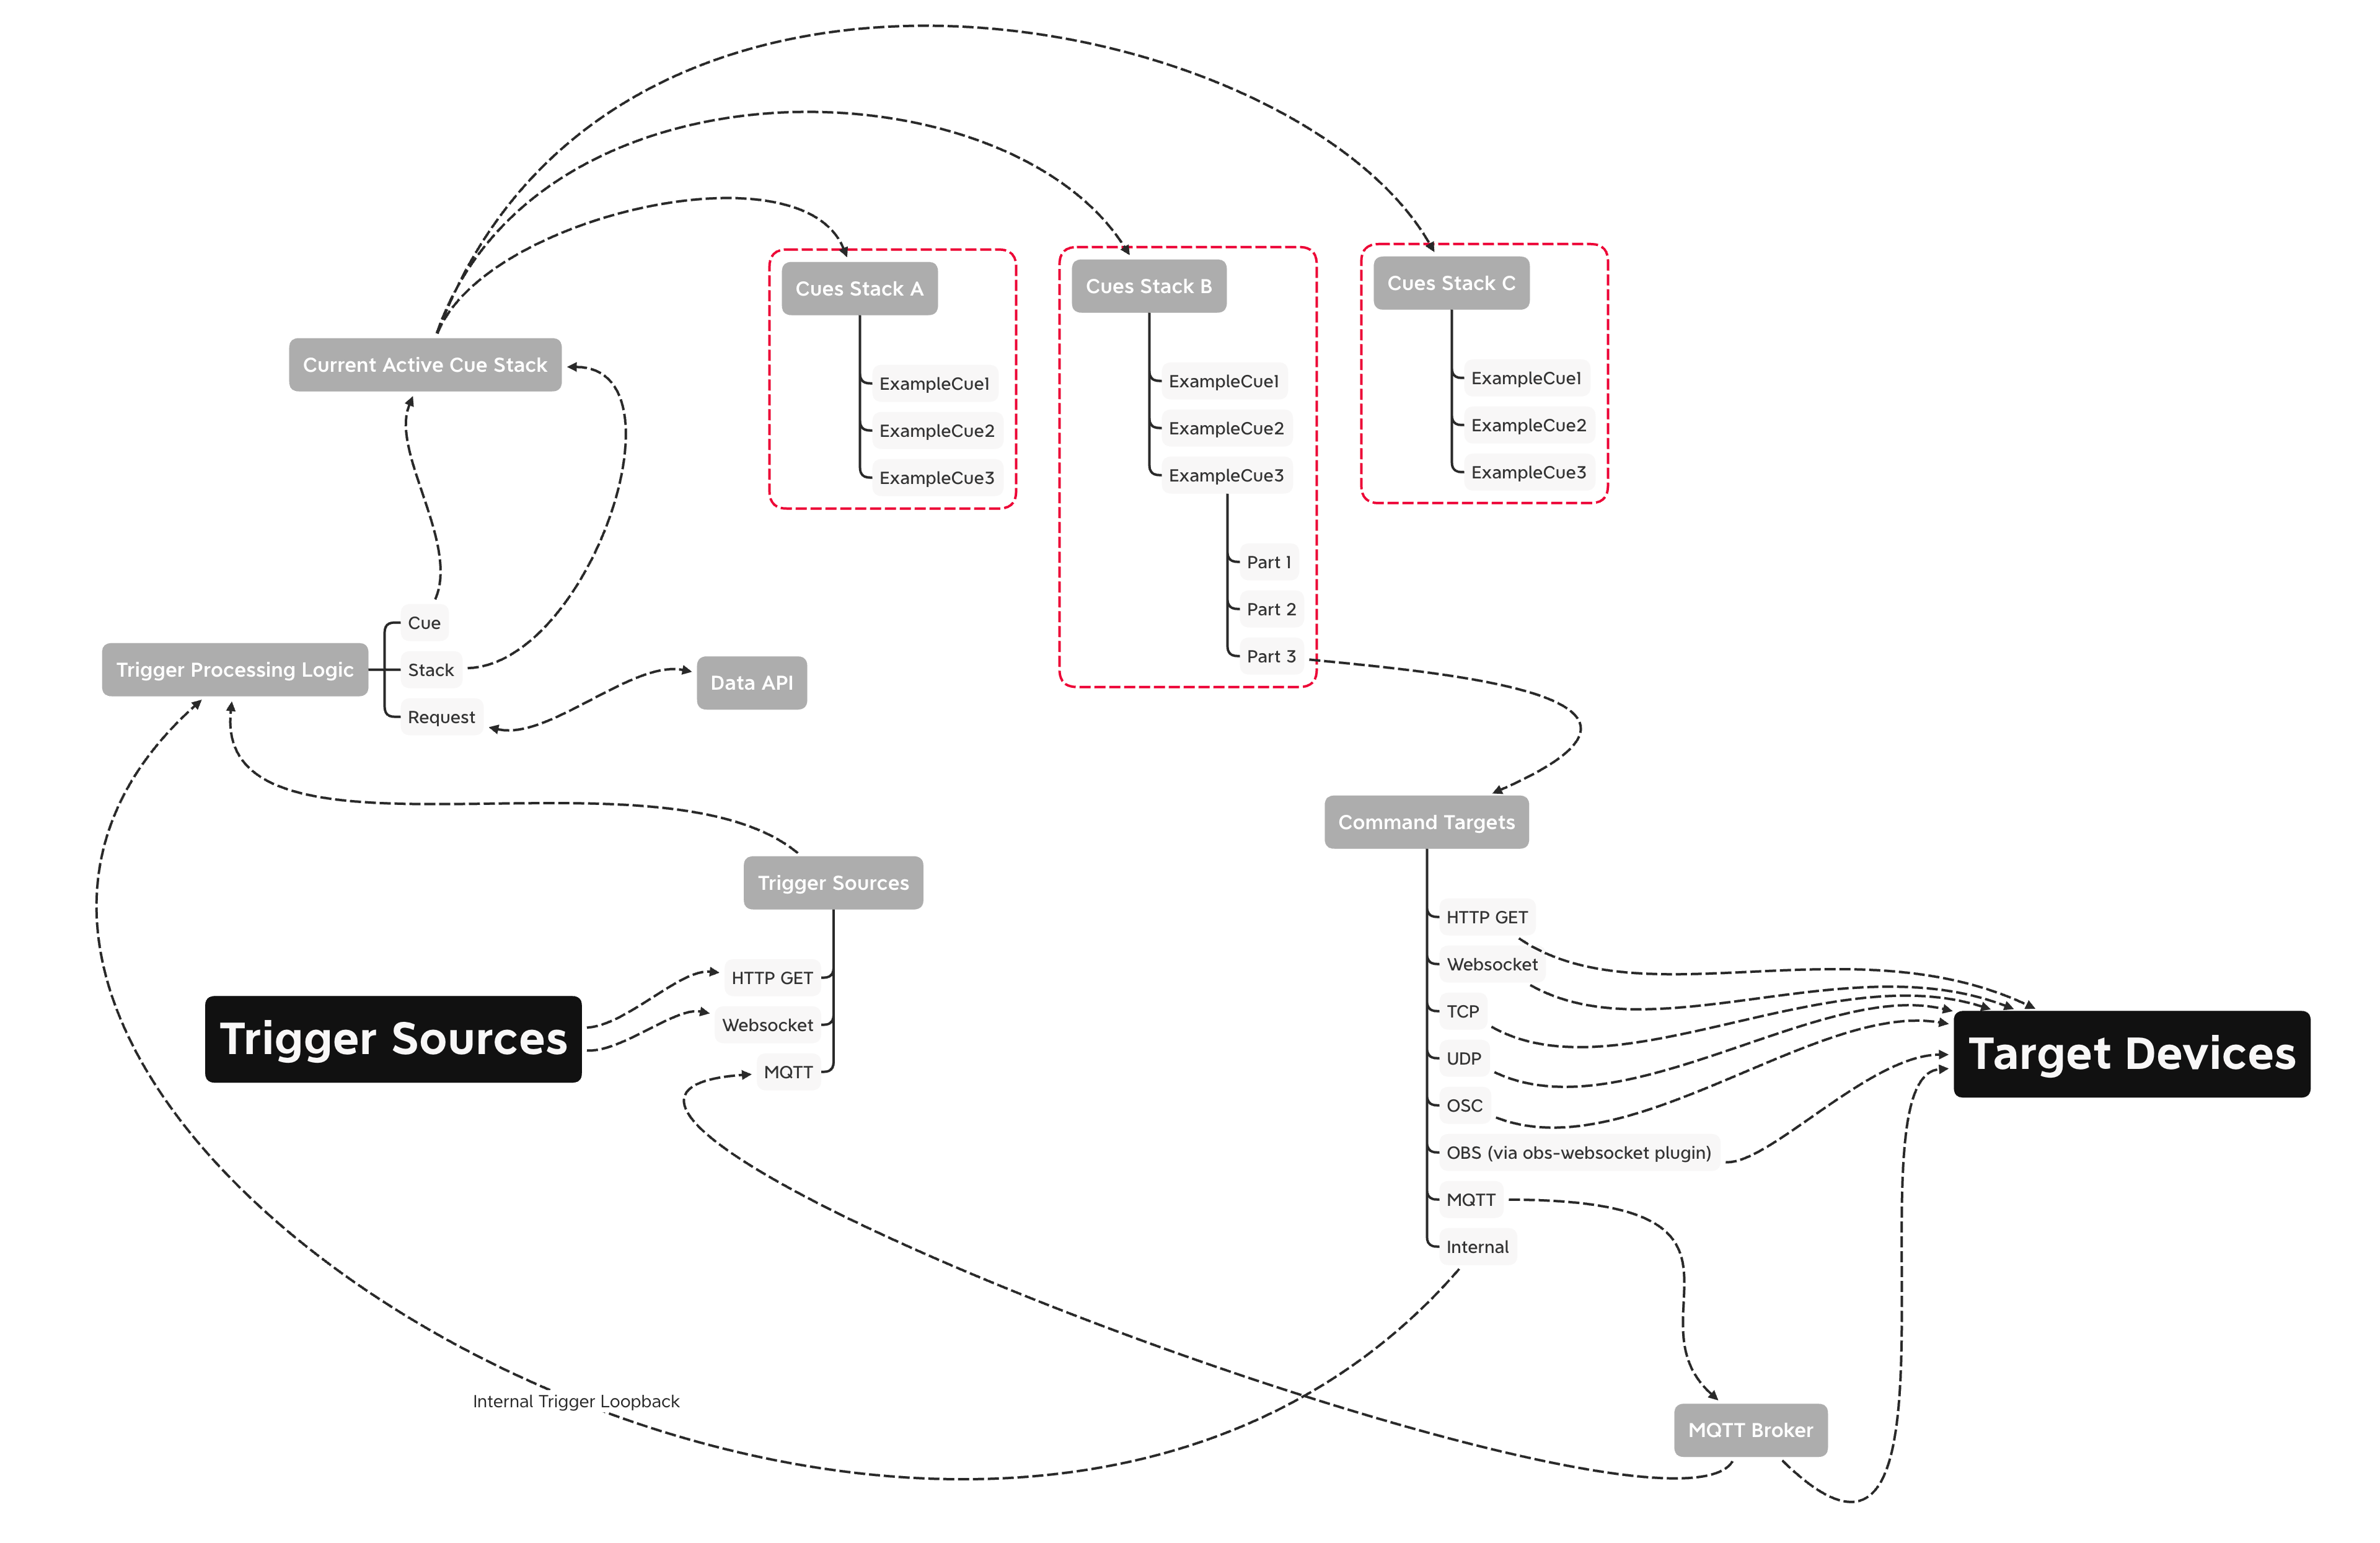 Cues Stack A
ExampleCue1
ExampleCue2
ExampleCue3
Cues Stack B
ExampleCue1
ExampleCue2
ExampleCue3
Part 1
Part 2
Part 3
Cues Stack C
ExampleCue1
ExampleCue2
ExampleCue3
Current Active Cue Stack
Trigger Processing Logic
Cue
Stack
Request
Data API
Trigger Sources
HTTP GET
Websocket
MQTT
Trigger Sources
Command Targets
HTTP GET
Websocket
TCP
UDP
OSC
OBS (via obs-websocket plugin)
MQTT
Internal
Target Devices
Internal Trigger Loopback
MQTT Broker